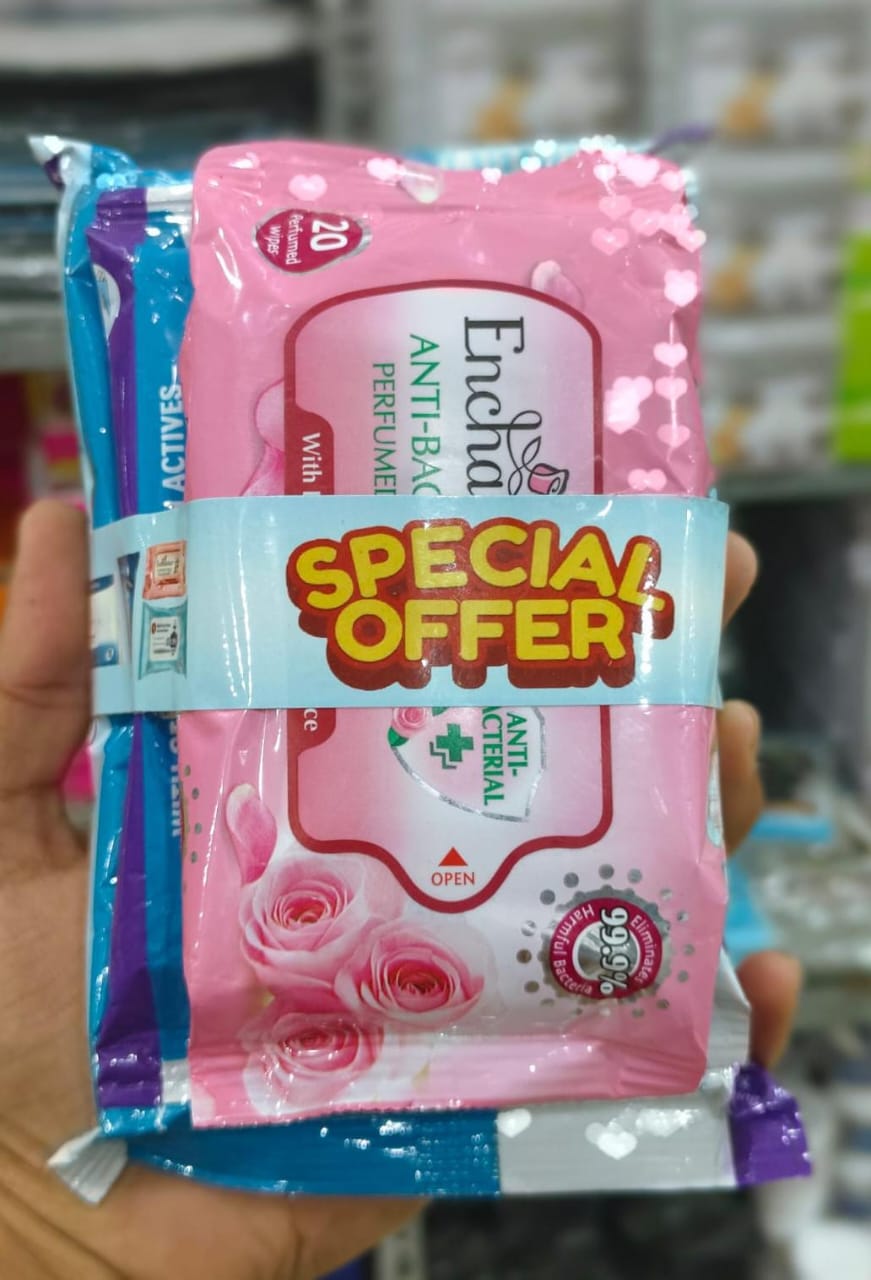 20
Perfumed
wipes
Encha
ANTI-BAC
PERFUMED
With
ACTIVES
SPECIAL
OFFER
ce
ANTI-
BACTERIAL
OPEN
Eliminates
99.9%
Harmful Bacteria